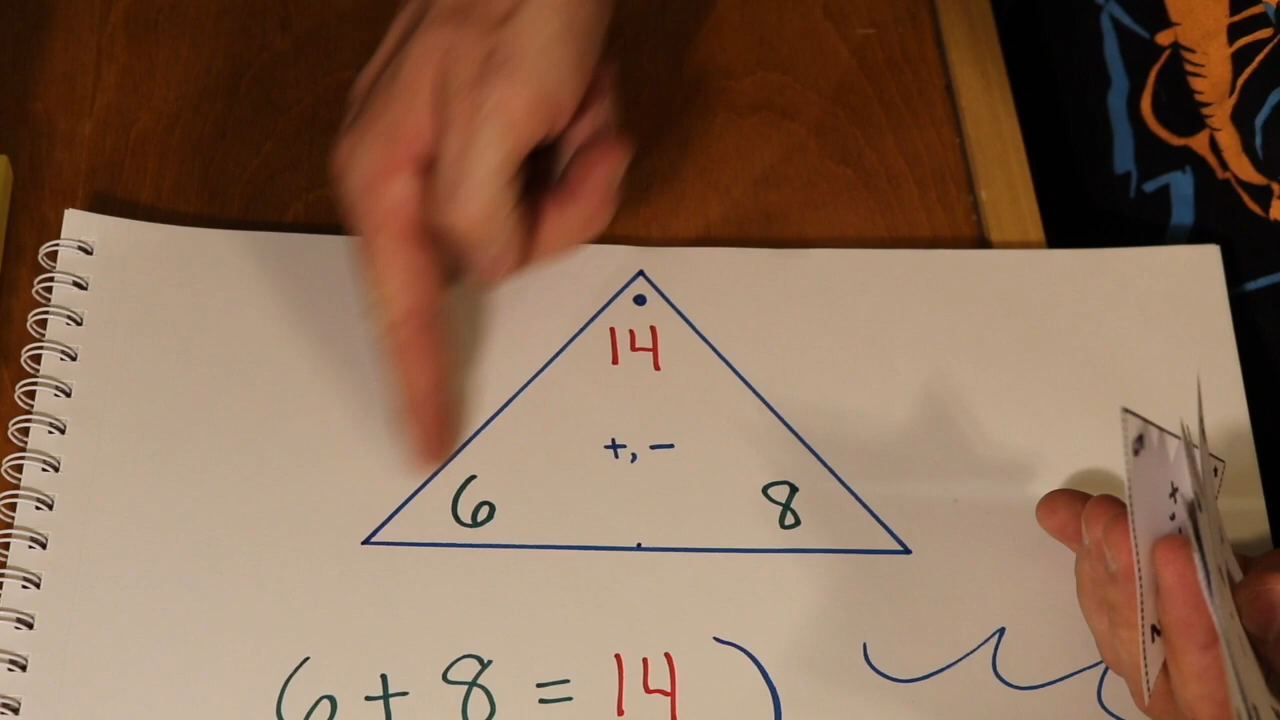 14
+, -
6 8
6 + 8 = 14